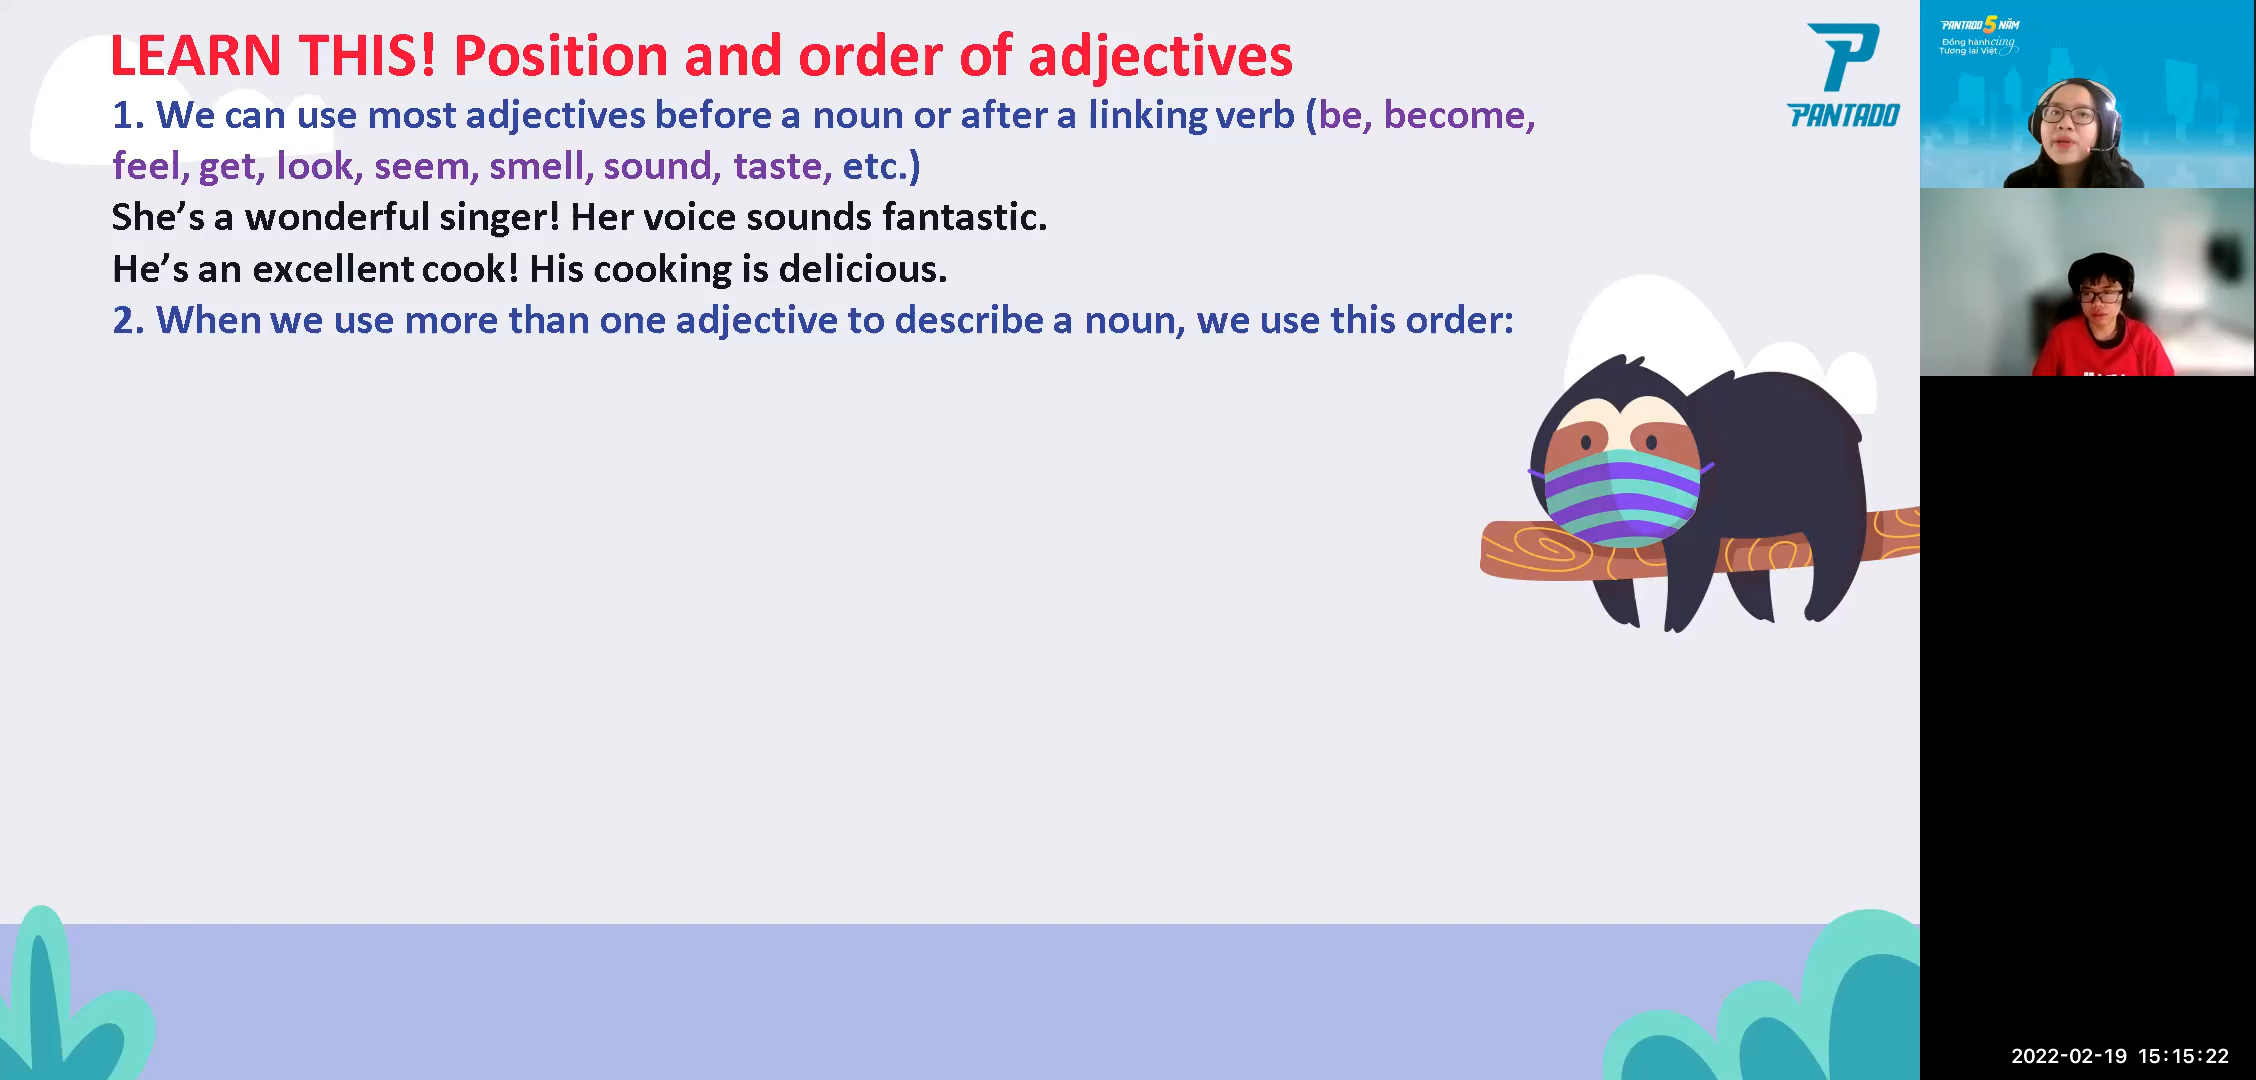 LEARN THIS! Position and order of adjectives
1. We can use most adjectives before a noun or after a linking verb (be, become,
feel, get, look, seem, smell, sound, taste, etc.)
She’s a wonderful singer! Her voice sounds fantastic.
He’s an excellent cook! His cooking is delicious.
2. When we use more than one adjective to describe a noun, we use this order:
PANTADO
PANTADO 5 NĂM
Đồng hành cùng
Tương lai Việt
2022-02-19 15:15:22